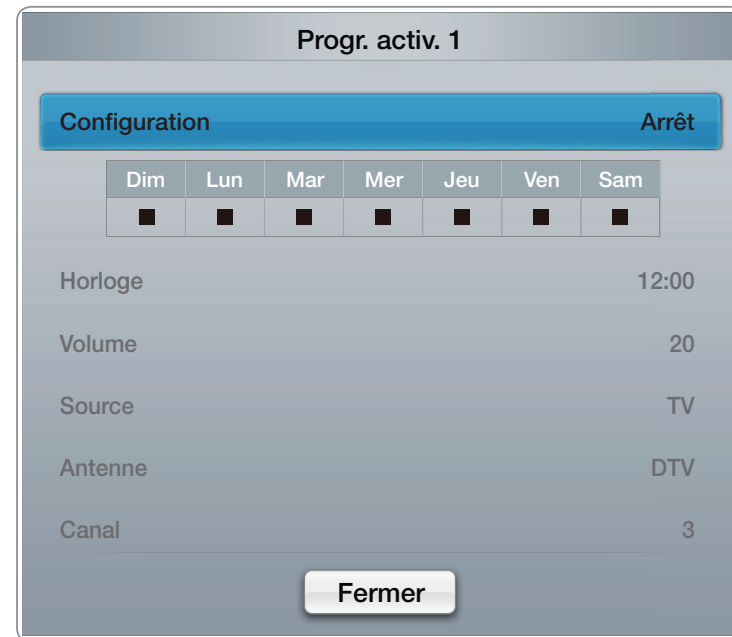 Progr. activ. 1
Configuration Arrêt
Dim Lun Mar Mer Jeu Ven Sam
Horloge 12:00
Volume 20
Source TV
Antenne DTV
Canal 3
Fermer